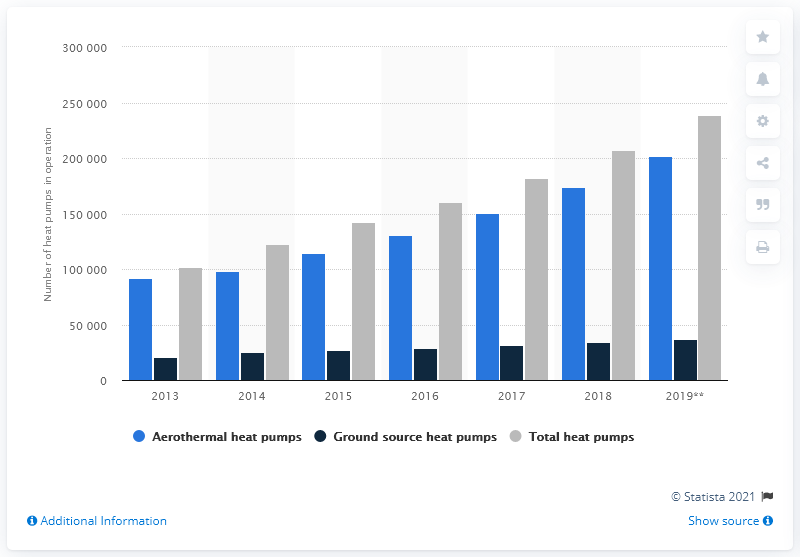 300 000
250 000
200 000
150 000
100 000
50 000
0
Number of heat pumps in operation
2013 2014 2015 2016 2017 2018 2019**
Aerothermal heat pumps Ground source heat pumps Total heat pumps
© Statista 2021
Additional Information Show source